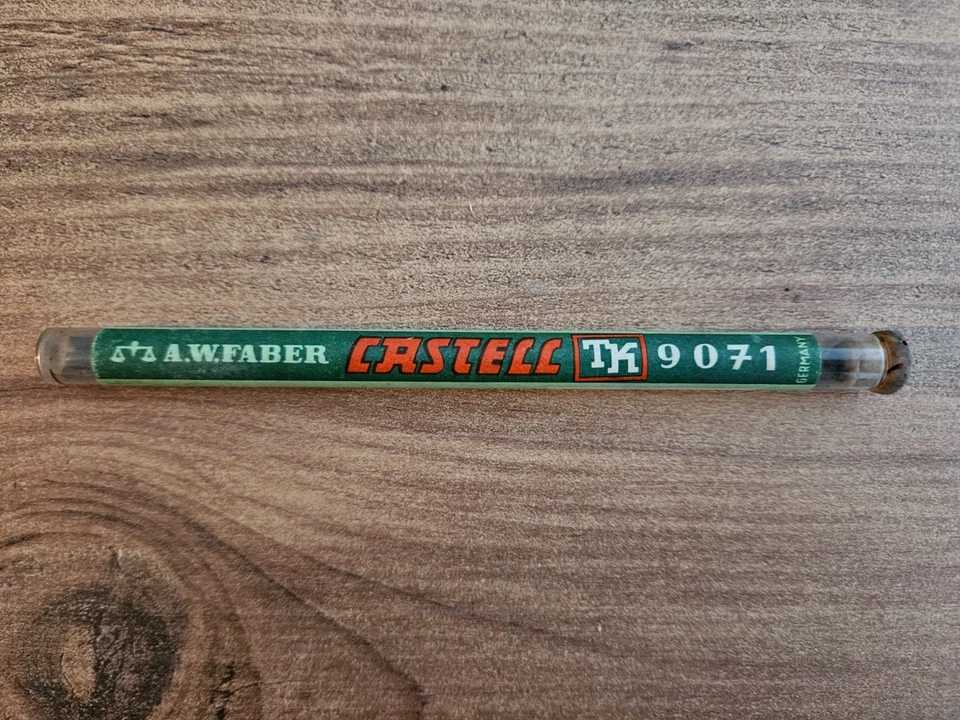 A.W.FABER CASTELL TK 9071
GERMANY